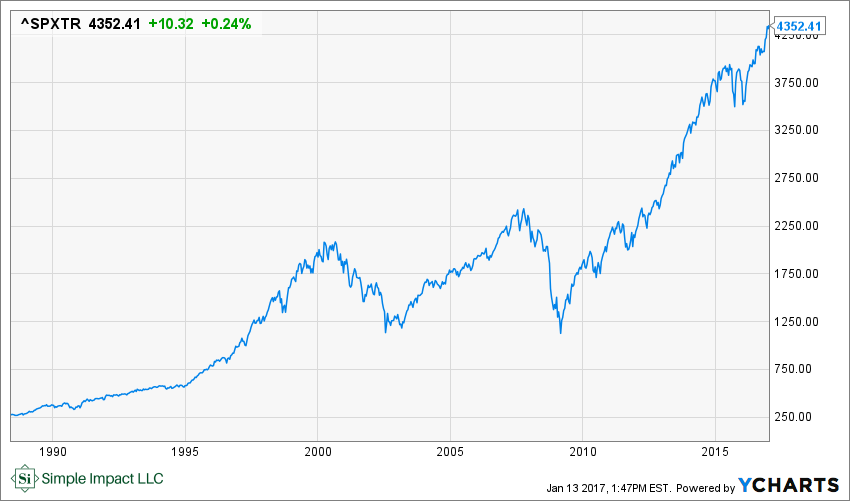 ^SPXTR 4352.41 +10.32 +0.24%
4352.41
4250.00
3750.00
3250.00
2750.00
2250.00
1750.00
1250.00
750.00
250.00
1990 1995 2000 2005 2010 2015
Si Simple Impact LLC
Jan 13 2017, 1:47PM EST. Powered by YCHARTS